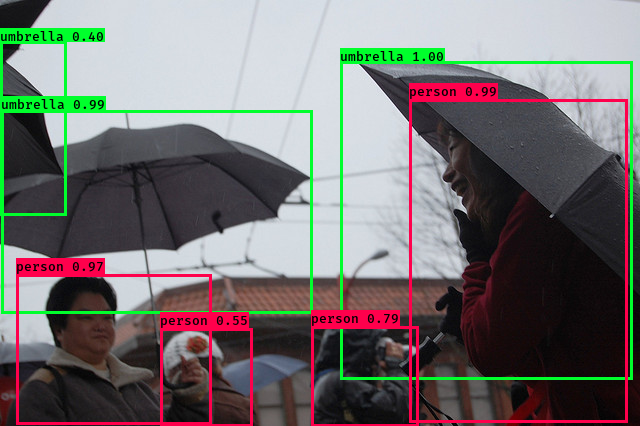 umbrella 0.40
umbrella 1.00
person 0.99
umbrella 0.99
person 0.97
person 0.55
person 0.79